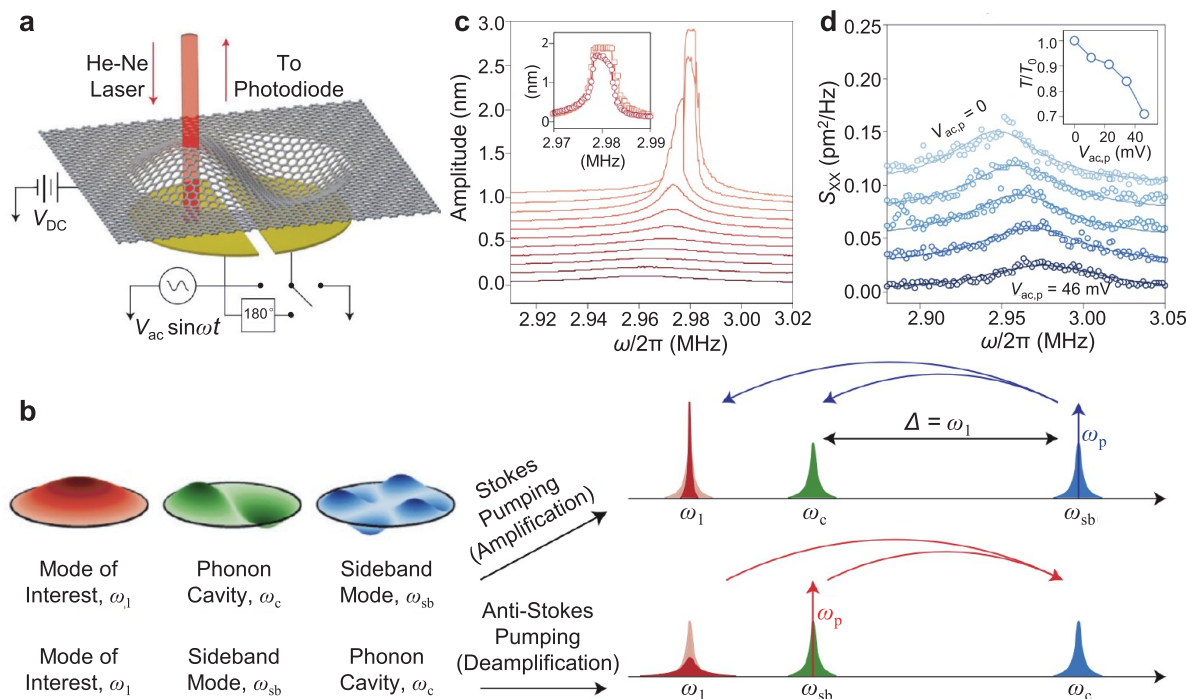 a
He-Ne
Laser
To
Photodiode
V_DC
V_ac sinωt
180°
c
Amplitude (nm)
3.0
2.5
2.0
1.5
1.0
0.5
0.0
2.92 2.94 2.96 2.98 3.00 3.02
ω/2π (MHz)
(nm)
2
1
0
2.97 2.98 2.99
(MHz)
d
S_XX (pm²/Hz)
0.25
0.20
0.15
0.10
0.05
0.00
2.90 2.95 3.00 3.05
ω/2π (MHz)
V_ac,p = 0
V_ac,p = 46 mV
T/T₀
1.0
0.9
0.8
0.7
0 20 40
V_ac,p (mV)
b
Mode of
Interest, ω₁
Phonon
Cavity, ω_c
Sideband
Mode, ω_sb
Mode of
Interest, ω₁
Sideband
Mode, ω_sb
Phonon
Cavity, ω_c
Stokes
Pumping
(Amplification)
Anti-Stokes
Pumping
(Deamplification)
Δ = ω₁
ω_p
ω₁ ω_c ω_sb
ω_p
ω₁ ω_sb ω_c